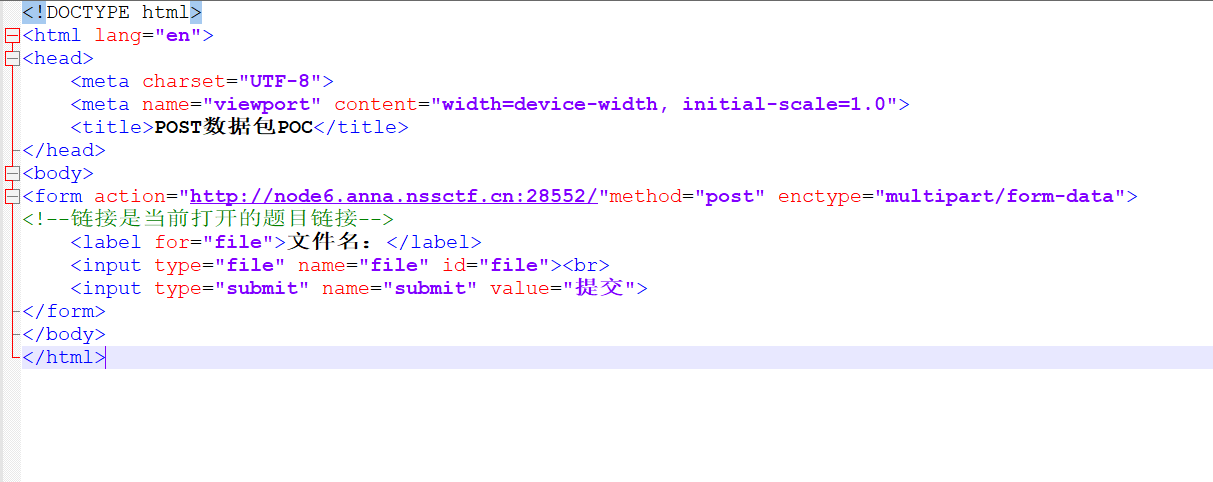 <!DOCTYPE html>
<html lang="en">
<head>
    <meta charset="UTF-8">
    <meta name="viewport" content="width=device-width, initial-scale=1.0">
    <title>POST数据包POC</title>
</head>
<body>
<form action="http://node6.anna.nssctf.cn:28552/"method="post" enctype="multipart/form-data">
<!--链接是当前打开的题目链接-->
    <label for="file">文件名：</label>
    <input type="file" name="file" id="file"><br>
    <input type="submit" name="submit" value="提交">
</form>
</body>
</html>